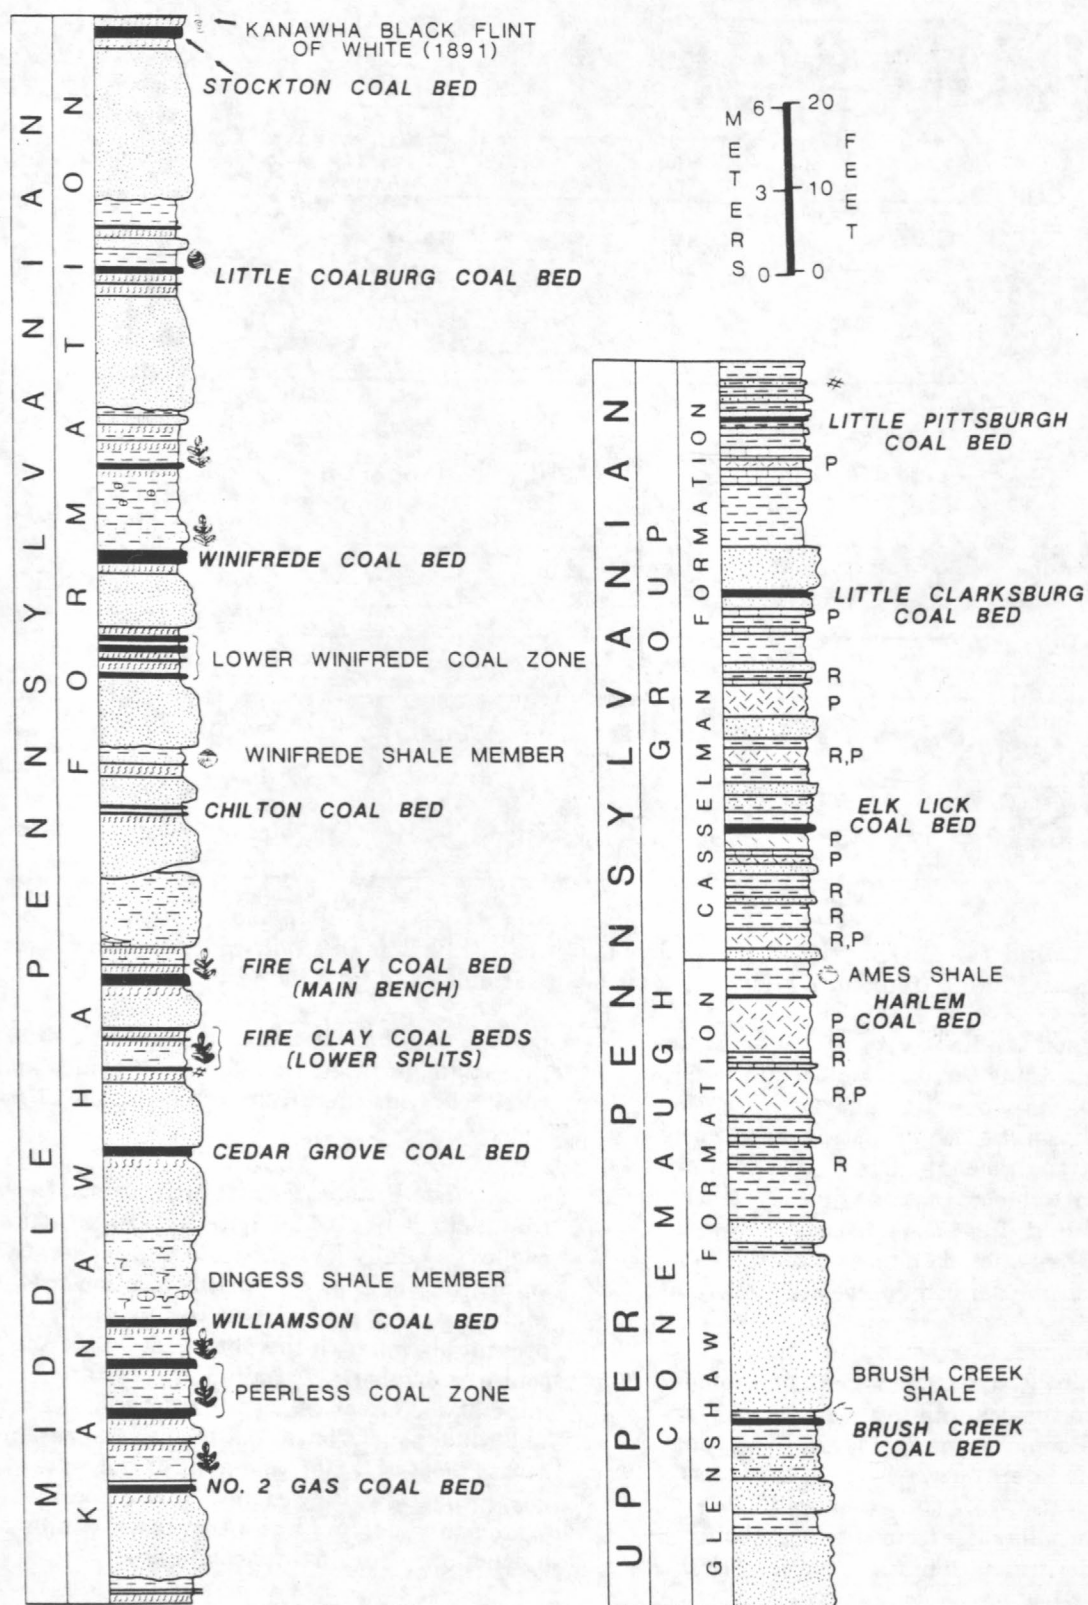 MIDDLE PENNSYLVANIAN
KANAWHA FORMATION
KANAWHA BLACK FLINT
OF WHITE (1891)
STOCKTON COAL BED
LITTLE COALBURG COAL BED
WINIFREDE COAL BED
LOWER WINIFREDE COAL ZONE
WINIFREDE SHALE MEMBER
CHILTON COAL BED
FIRE CLAY COAL BED
(MAIN BENCH)
FIRE CLAY COAL BEDS
(LOWER SPLITS)
CEDAR GROVE COAL BED
DINGESS SHALE MEMBER
WILLIAMSON COAL BED
PEERLESS COAL ZONE
NO. 2 GAS COAL BED
METERS
6
3
0
20
10
0
FEET
UPPER PENNSYLVANIAN
CONEMAUGH GROUP
CASSELMAN FORMATION
GLENSHAW FORMATION
LITTLE PITTSBURGH
COAL BED
P
LITTLE CLARKSBURG
COAL BED
P
R
P
R,P
ELK LICK
COAL BED
P
P
R
R
R,P
AMES SHALE
HARLEM
COAL BED
P
R
R
R,P
R
BRUSH CREEK
SHALE
BRUSH CREEK
COAL BED